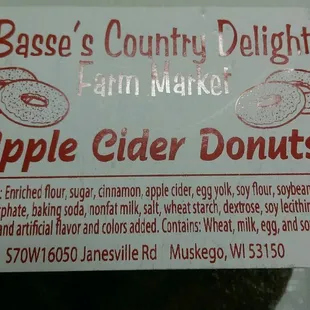 Basse's Country Delight
Farm Market
Apple Cider Donuts
: Enriched flour, sugar, cinnamon, apple cider, egg yolk, soy flour, soybean
phate, baking soda, nonfat milk, salt, wheat starch, dextrose, soy lecithin
and artificial flavor and colors added. Contains: Wheat, milk, egg, and soy
S70W16050 Janesville Rd Muskego, WI 53150